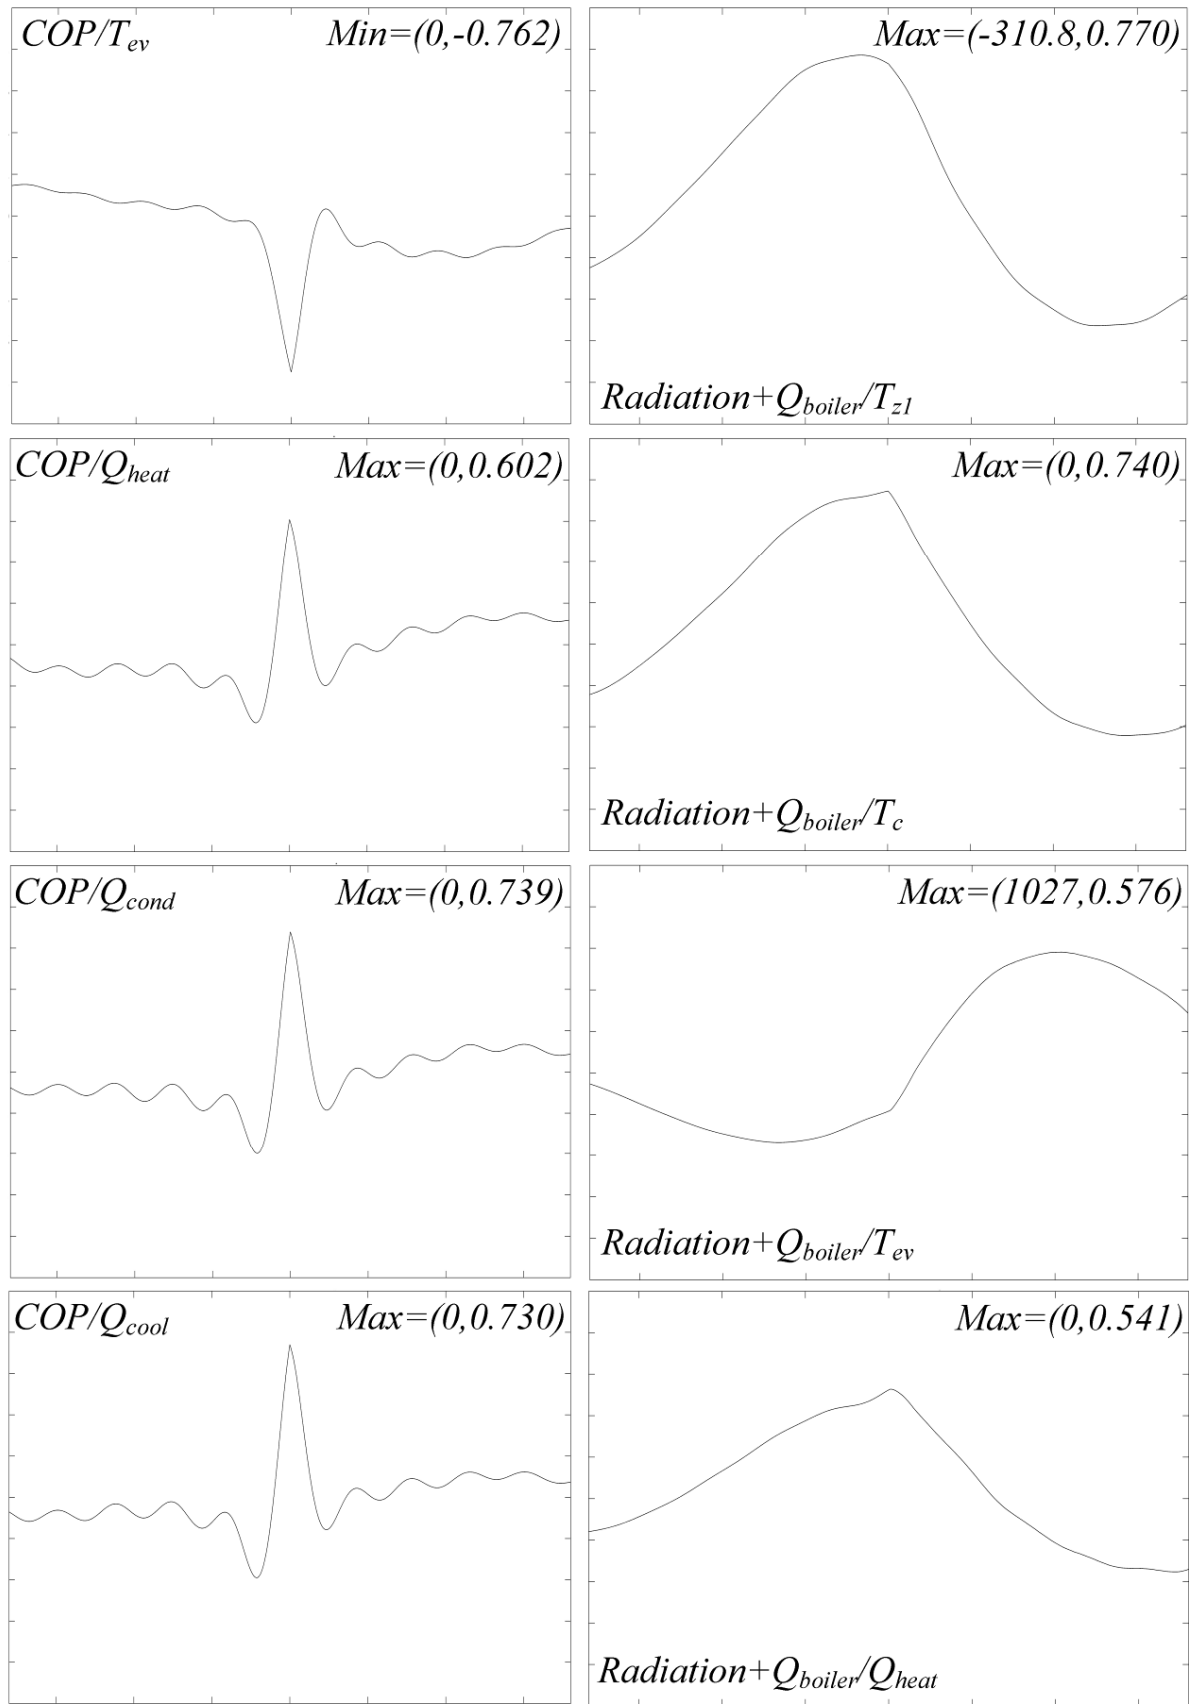 COP/Tev Min=(0,-0.762)
Max=(-310.8,0.770)
Radiation+Qboiler/Tz1
COP/Qheat Max=(0,0.602)
Max=(0,0.740)
Radiation+Qboiler/Tc
COP/Qcond Max=(0,0.739)
Max=(1027,0.576)
Radiation+Qboiler/Tev
COP/Qcool Max=(0,0.730)
Max=(0,0.541)
Radiation+Qboiler/Qheat